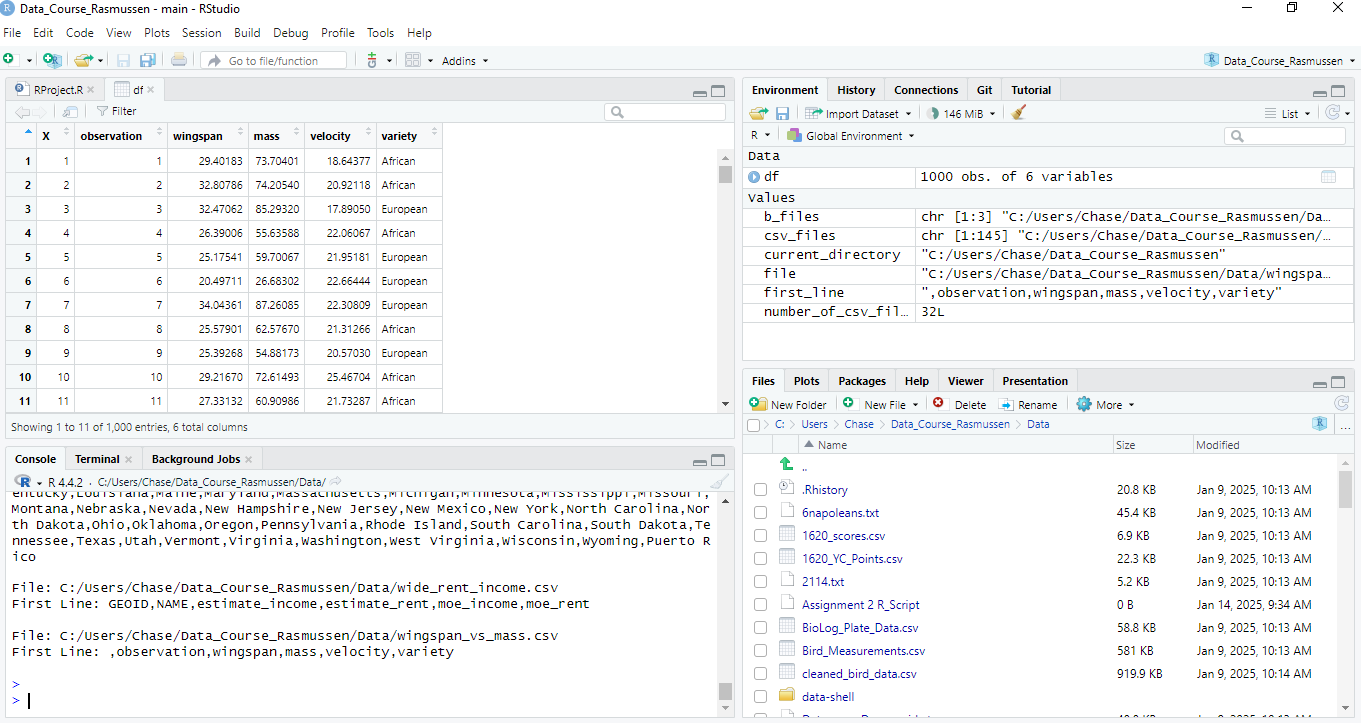 Data_Course_Rasmussen - main - RStudio
File Edit Code View Plots Session Build Debug Profile Tools Help
Go to file/function Addins Data_Course_Rasmussen
RProject.R df
Filter
X observation wingspan mass velocity variety
1 1 1 29.40183 73.70401 18.64377 African
2 2 2 32.80786 74.20540 20.92118 African
3 3 3 32.47062 85.29320 17.89050 European
4 4 4 26.39006 55.63588 22.06067 African
5 5 5 25.17541 59.70067 21.95181 European
6 6 6 20.49711 26.68302 22.66444 European
7 7 7 34.04361 87.26085 22.30809 European
8 8 8 25.57901 62.57670 21.31266 African
9 9 9 25.39268 54.88173 20.57030 European
10 10 10 29.21670 72.61493 25.46704 African
11 11 11 27.33132 60.90986 21.73287 African
Showing 1 to 11 of 1,000 entries, 6 total columns
Console Terminal Background Jobs
R 4.4.2 · C:/Users/Chase/Data_Course_Rasmussen/Data/
entucky,Louisiana,Maine,Maryland,Massachusetts,Michigan,Minnesota,Mississippi,Missouri,
Montana,Nebraska,Nevada,New Hampshire,New Jersey,New Mexico,New York,North Carolina,Nor
th Dakota,Ohio,Oklahoma,Oregon,Pennsylvania,Rhode Island,South Carolina,South Dakota,Te
nnessee,Texas,Utah,Vermont,Virginia,Washington,West Virginia,Wisconsin,Wyoming,Puerto R
ico
File: C:/Users/Chase/Data_Course_Rasmussen/Data/wide_rent_income.csv
First Line: GEOID,NAME,estimate_income,estimate_rent,moe_income,moe_rent
File: C:/Users/Chase/Data_Course_Rasmussen/Data/wingspan_vs_mass.csv
First Line: ,observation,wingspan,mass,velocity,variety
>
>
Environment History Connections Git Tutorial
Import Dataset 146 MiB List
R Global Environment
Data
df 1000 obs. of 6 variables
Values
b_files chr [1:3] "C:/Users/Chase/Data_Course_Rasmussen/Da...
csv_files chr [1:145] "C:/Users/Chase/Data_Course_Rasmussen/...
current_directory "C:/Users/Chase/Data_Course_Rasmussen"
file "C:/Users/Chase/Data_Course_Rasmussen/Data/wingspa...
first_line ",observation,wingspan,mass,velocity,variety"
number_of_csv_fil... 32L
Files Plots Packages Help Viewer Presentation
New Folder New File Delete Rename More
C: Users Chase Data_Course_Rasmussen Data ...
Name Size Modified
..
.Rhistory 20.8 KB Jan 9, 2025, 10:13 AM
6napoleans.txt 45.4 KB Jan 9, 2025, 10:13 AM
1620_scores.csv 6.9 KB Jan 9, 2025, 10:13 AM
1620_YC_Points.csv 22.3 KB Jan 9, 2025, 10:13 AM
2114.txt 5.2 KB Jan 9, 2025, 10:13 AM
Assignment 2 R_Script 0 B Jan 14, 2025, 9:34 AM
BioLog_Plate_Data.csv 58.8 KB Jan 9, 2025, 10:13 AM
Bird_Measurements.csv 581 KB Jan 9, 2025, 10:13 AM
cleaned_bird_data.csv 919.9 KB Jan 9, 2025, 10:14 AM
data-shell